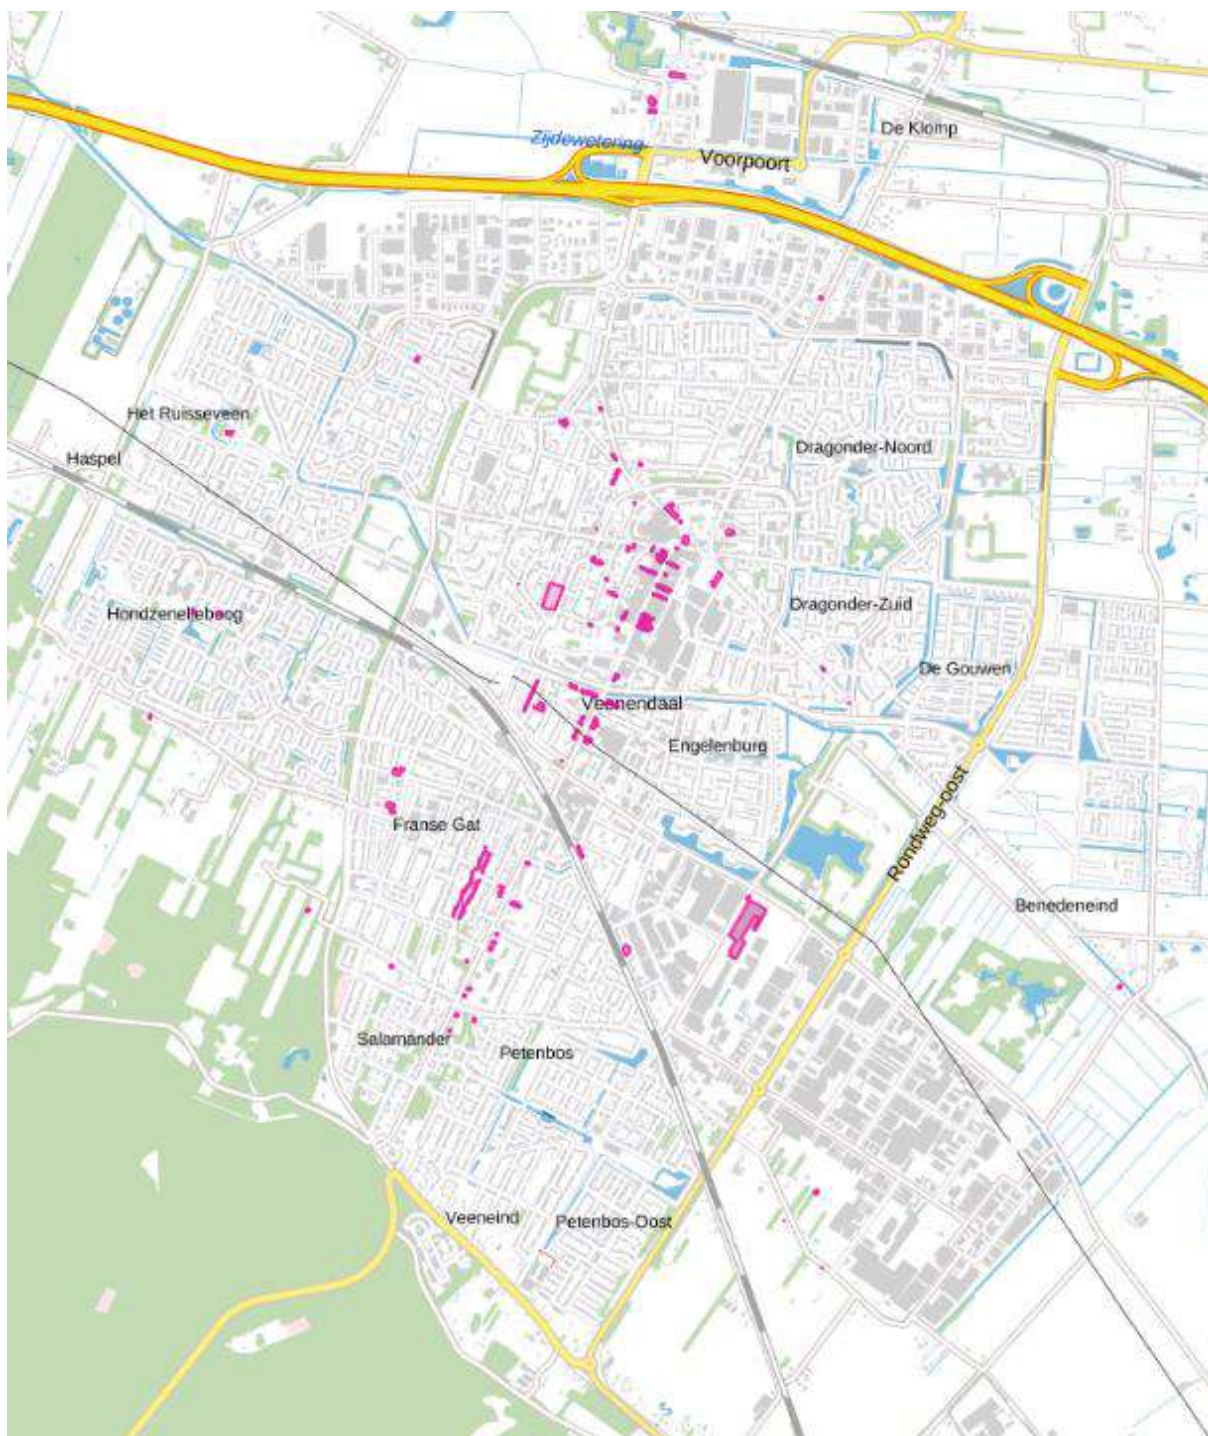 De Klomp
Zijdewetering
Voorpoort
Het Ruisseveen
Dragonder-Noord
Haspel
Hondzenelleboog
Dragonder-Zuid
De Gouwen
Veenendaal
Engelenburg
Rondweg-oost
Franse Gat
Benedeneind
Salamander
Petenbos
Veeneind
Petenbos-Oost